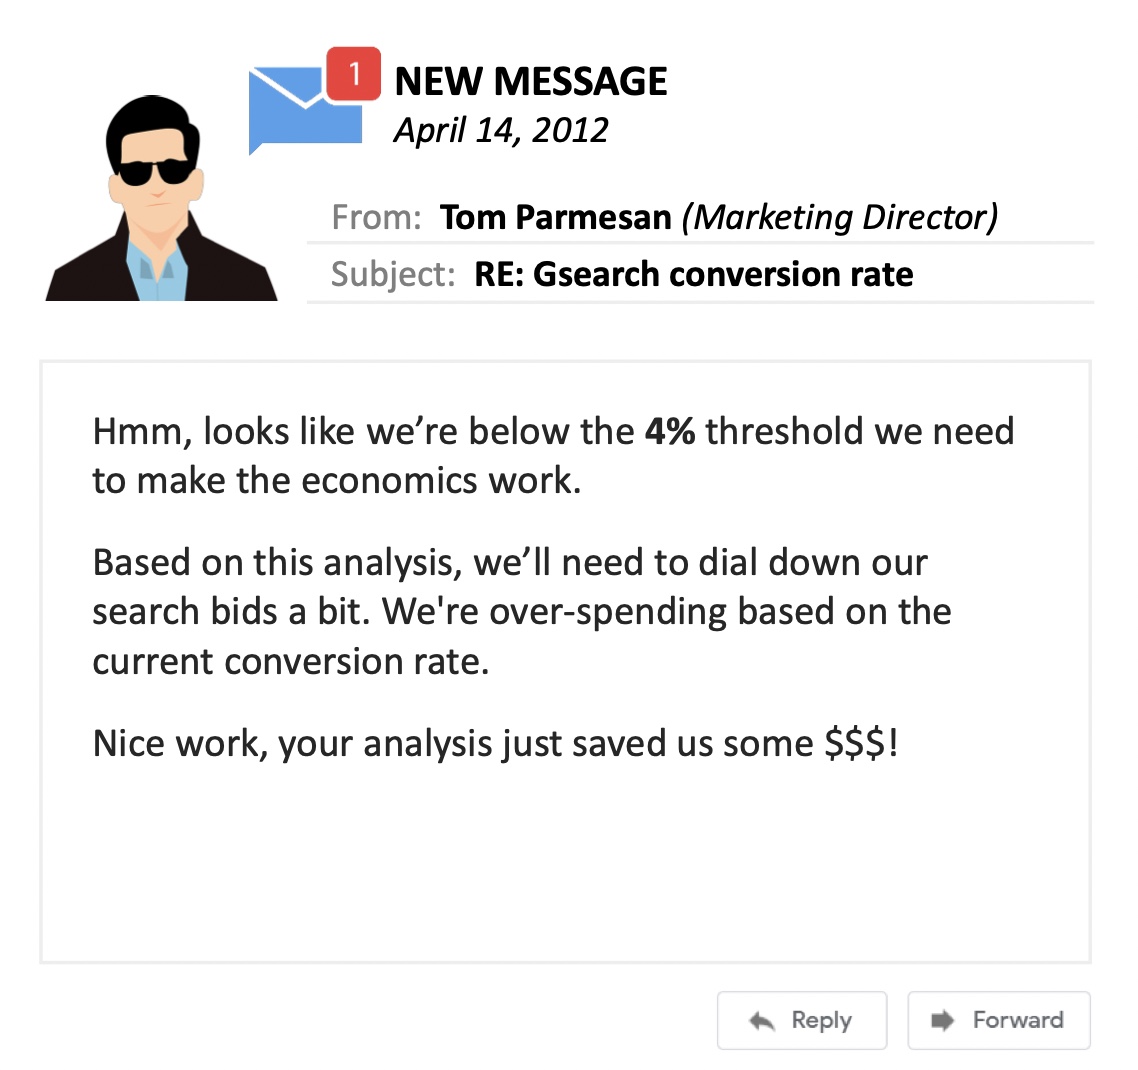 1
NEW MESSAGE
April 14, 2012
From: Tom Parmesan (Marketing Director)
Subject: RE: Gsearch conversion rate
Hmm, looks like we’re below the 4% threshold we need
to make the economics work.
Based on this analysis, we’ll need to dial down our
search bids a bit. We're over-spending based on the
current conversion rate.
Nice work, your analysis just saved us some $$$!
Reply Forward